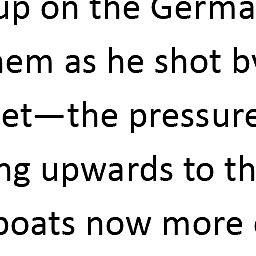 up on the Germa
hem as he shot by
et—the pressure
ng upwards to th
boats now more